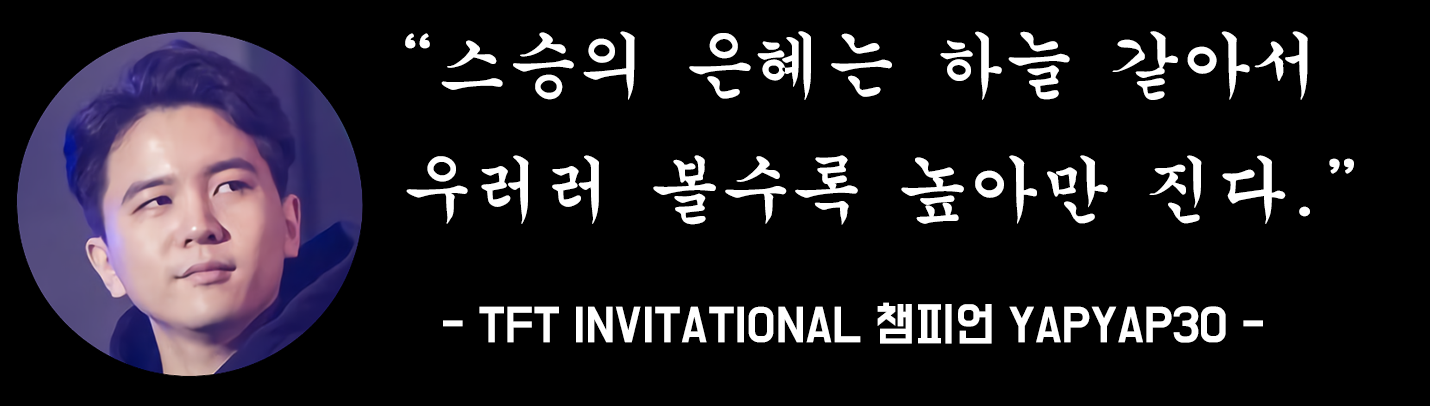 “스승의 은혜는 하늘 같아서
우러러 볼수록 높아만 진다.”
- TFT INVITATIONAL 챔피언 YAPYAP30 -